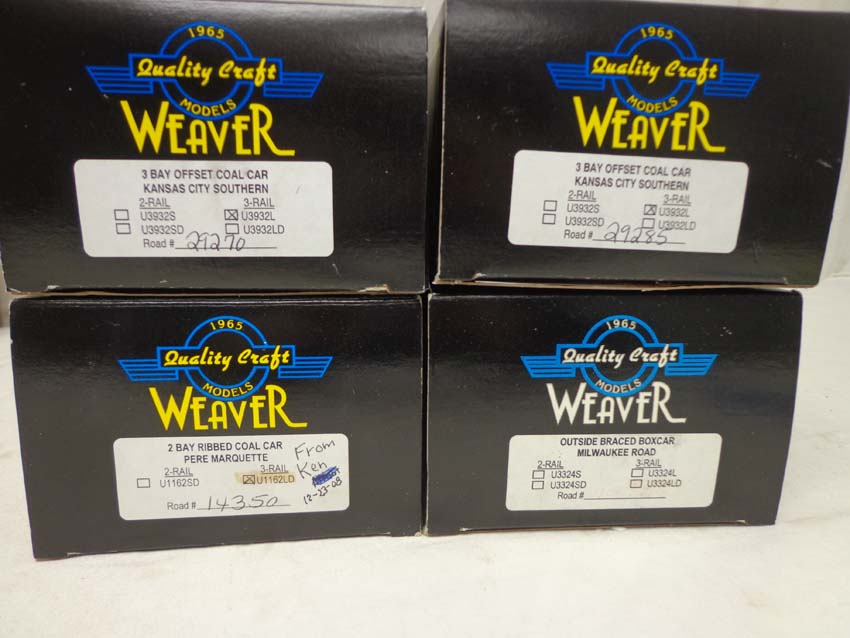 1965
Quality Craft
MODELS
WEAVER
3 BAY OFFSET COAL CAR
KANSAS CITY SOUTHERN
2-RAIL 3-RAIL
U3932S U3932L
U3932SD U3932LD
Road # 29270
1965
Quality Craft
MODELS
WEAVER
3 BAY OFFSET COAL CAR
KANSAS CITY SOUTHERN
2-RAIL 3-RAIL
U3932S U3932L
U3932SD U3932LD
Road # 29285
1965
Quality Craft
MODELS
WEAVER
2 BAY RIBBED COAL CAR
PERE MARQUETTE
2-RAIL 3-RAIL
U1162SD U1162LD
Road # 14350
From
Ken
12-23-08
1965
Quality Craft
MODELS
WEAVER
OUTSIDE BRACED BOXCAR
MILWAUKEE ROAD
2-RAIL 3-RAIL
U3324S U3324L
U3324SD U3324LD
Road #